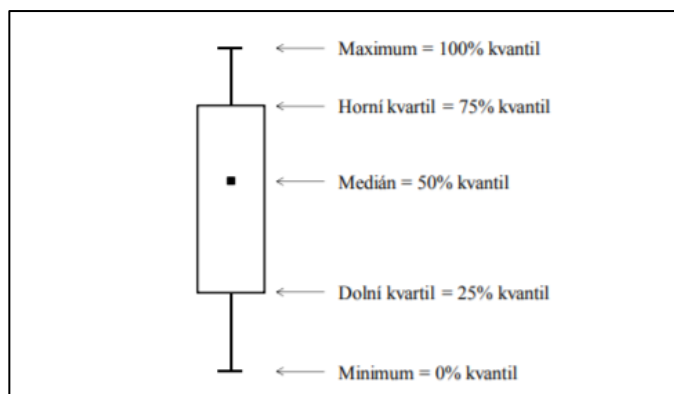 Maximum = 100% kvantil
Horní kvartil = 75% kvantil
Medián = 50% kvantil
Dolní kvartil = 25% kvantil
Minimum = 0% kvantil